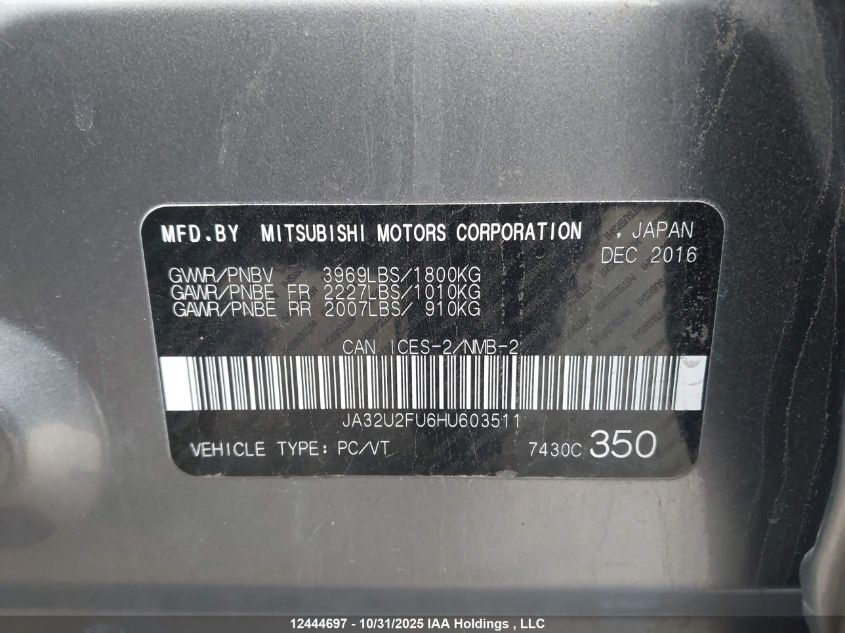 MFD.BY MITSUBISHI MOTORS CORPORATION , JAPAN
DEC 2016
GVWR/PNBV 3969LBS/1800KG
GAWR/PNBE FR 2227LBS/1010KG
GAWR/PNBE RR 2007LBS/ 910KG
CAN ICES-2/NMB-2
JA32U2FU6HU603511
VEHICLE TYPE: PC/VT 7430C 350
12444697 - 10/31/2025 IAA Holdings , LLC